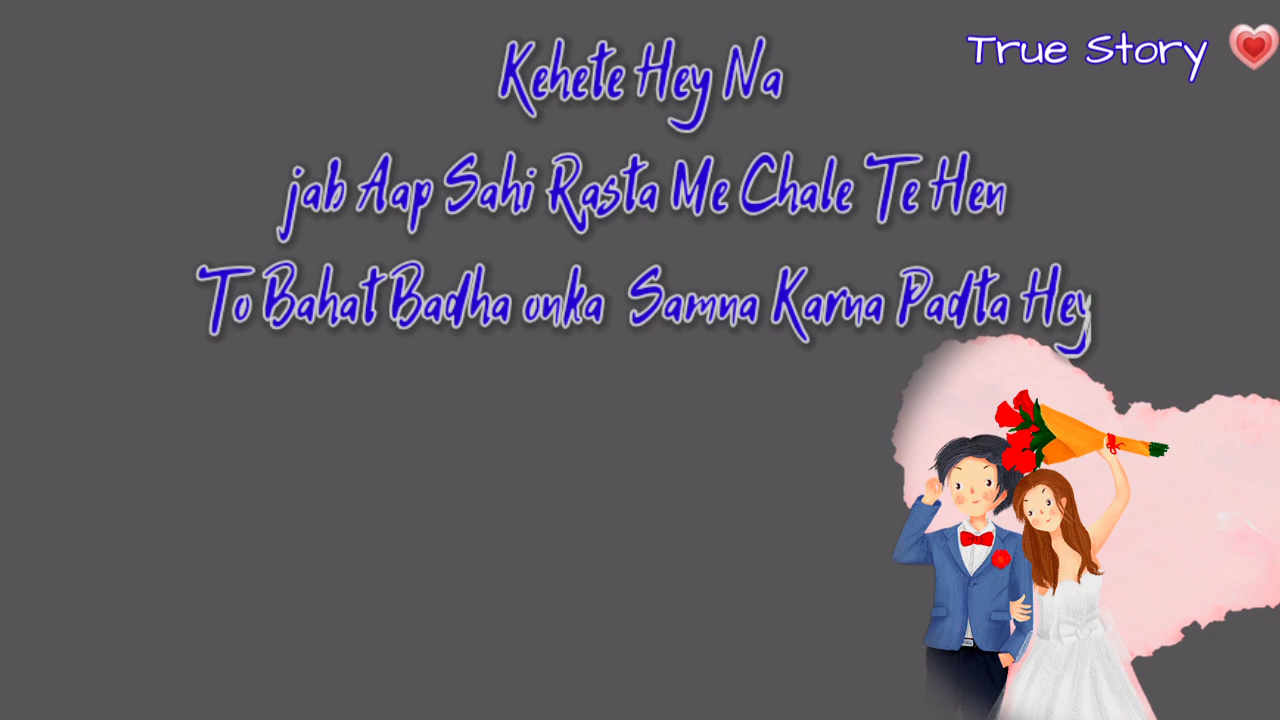 True Story
Kehete Hey Na
jab Aap Sahi Rasta Me Chale Te Hen
To Bahat Badha onka Samna Karna Padta Hey